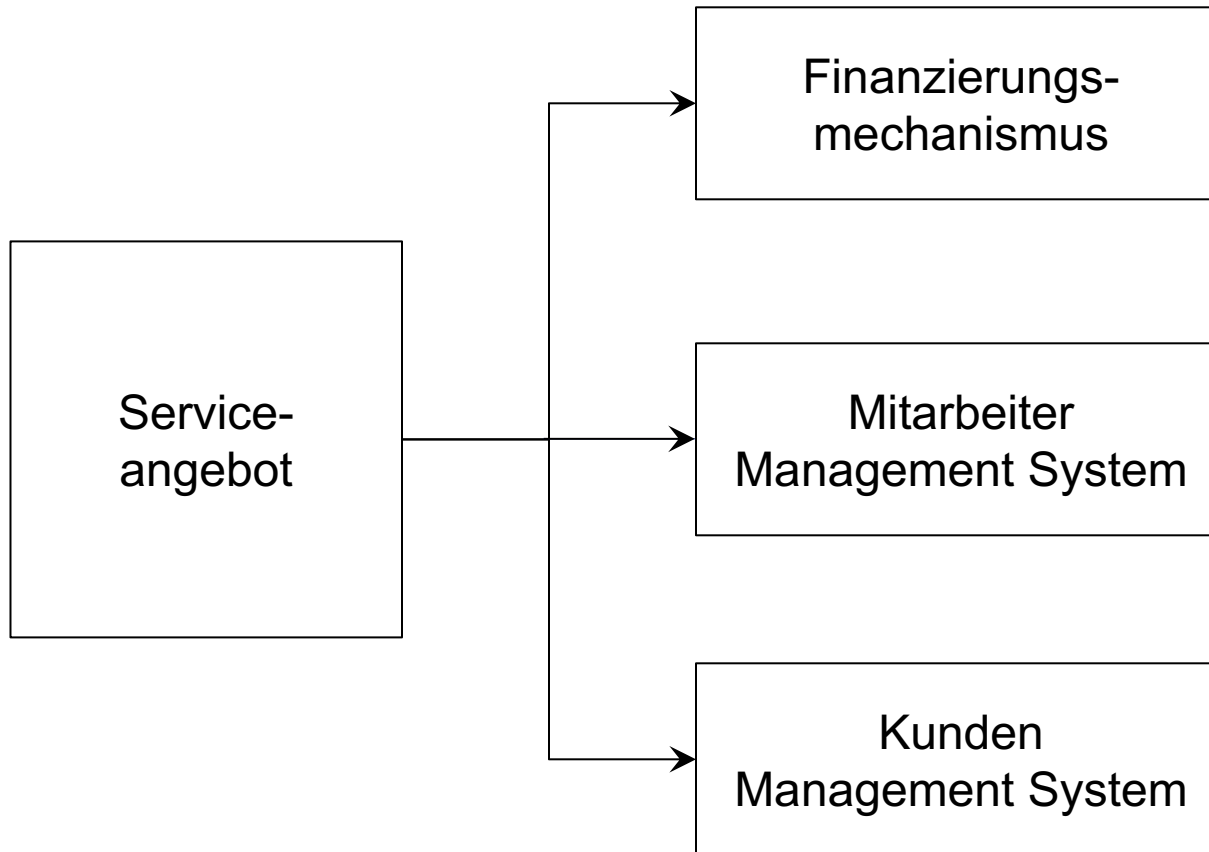 Finanzierungs-
mechanismus
Service-
angebot
Mitarbeiter
Management System
Kunden
Management System